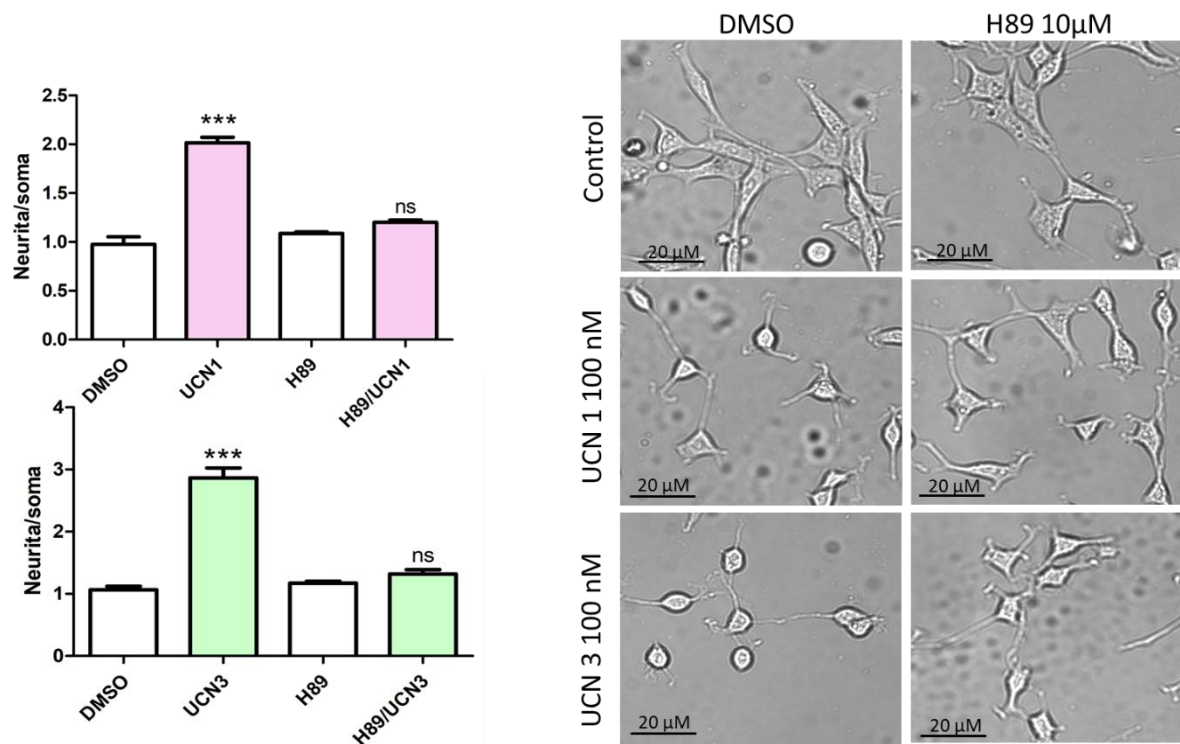 Neurita/soma
2.5
2.0
1.5
1.0
0.5
0.0
***
ns
DMSO
UCN1
H89
H89/UCN1
Neurita/soma
4
3
2
1
0
***
ns
DMSO
UCN3
H89
H89/UCN3
DMSO
H89 10µM
Control
20 µM
20 µM
UCN 1 100 nM
20 µM
20 µM
UCN 3 100 nM
20 µM
20 µM